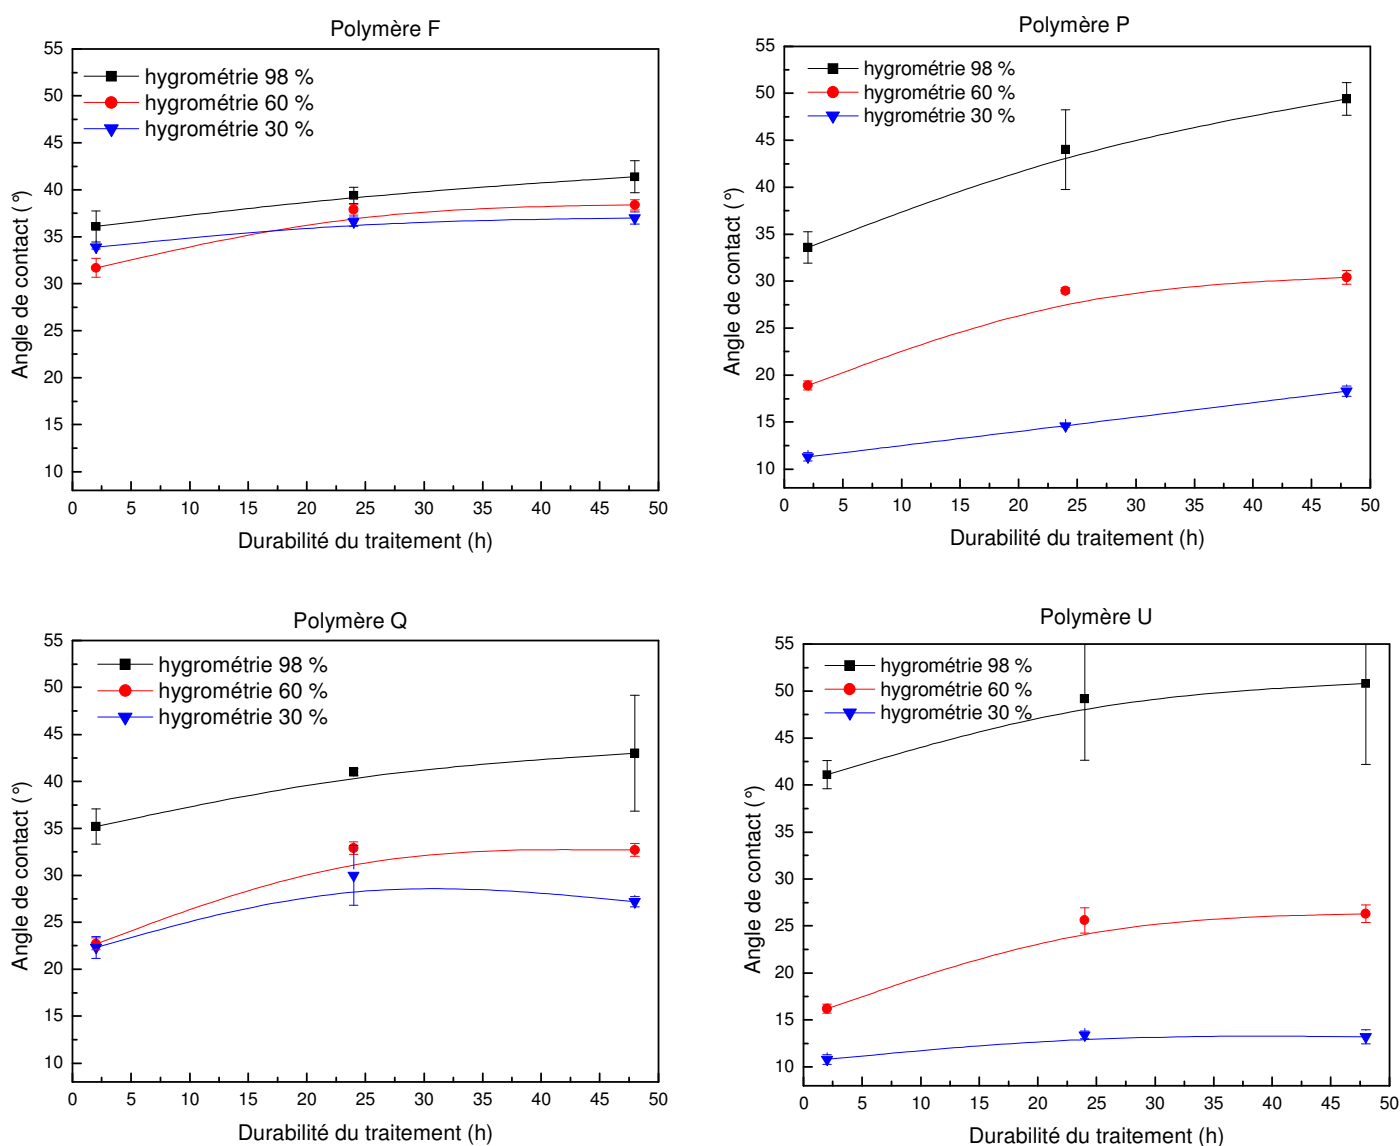 Polymère F
55
50
45
40
35
30
25
20
15
10
hygrométrie 98 %
hygrométrie 60 %
hygrométrie 30 %
Angle de contact (°)
0 5 10 15 20 25 30 35 40 45 50
Durabilité du traitement (h)
Polymère P
55
50
45
40
35
30
25
20
15
10
hygrométrie 98 %
hygrométrie 60 %
hygrométrie 30 %
Angle de contact (°)
0 5 10 15 20 25 30 35 40 45 50
Durabilité du traitement (h)
Polymère Q
55
50
45
40
35
30
25
20
15
10
hygrométrie 98 %
hygrométrie 60 %
hygrométrie 30 %
Angle de contact (°)
0 5 10 15 20 25 30 35 40 45 50
Durabilité du traitement (h)
Polymère U
55
50
45
40
35
30
25
20
15
10
hygrométrie 98 %
hygrométrie 60 %
hygrométrie 30 %
Angle de contact (°)
0 5 10 15 20 25 30 35 40 45 50
Durabilité du traitement (h)